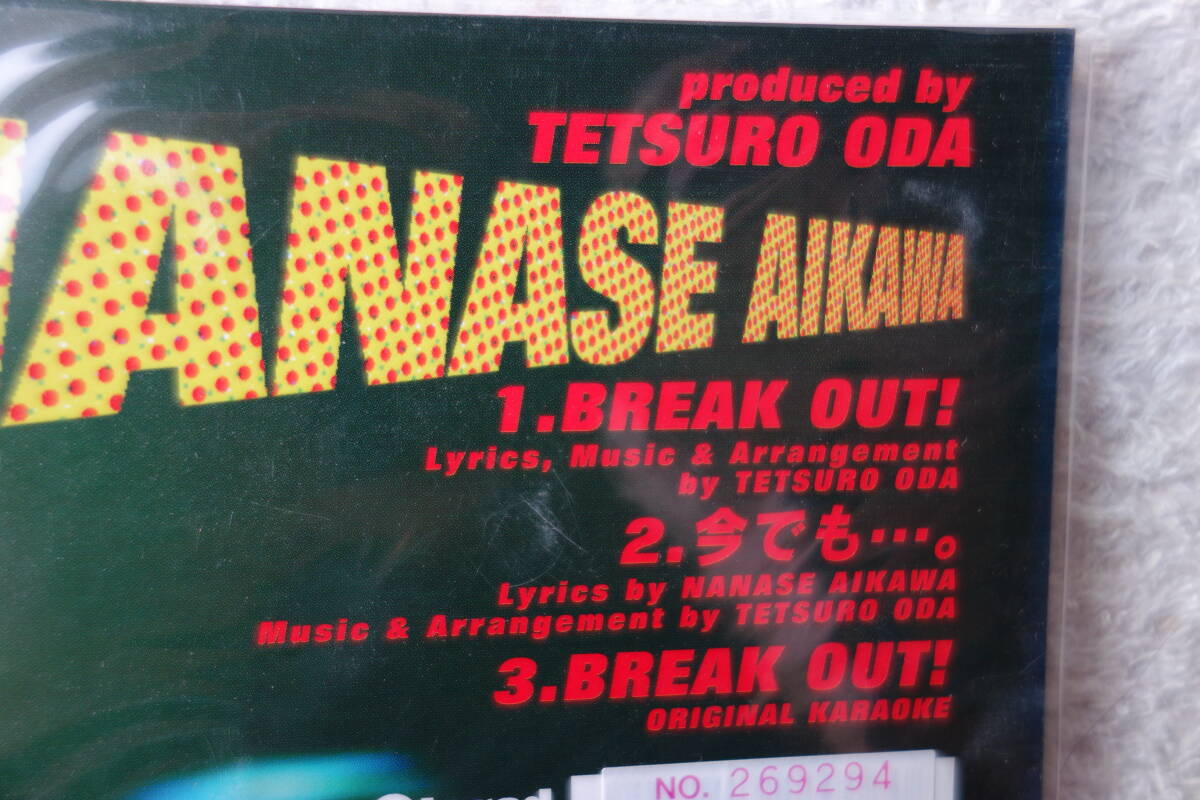 produced by
TETSURO ODA
NANASE AIKAWA
1.BREAK OUT!
Lyrics, Music & Arrangement
by TETSURO ODA
2.今でも…。
Lyrics by NANASE AIKAWA
Music & Arrangement by TETSURO ODA
3.BREAK OUT!
ORIGINAL KARAOKE
NO. 269294